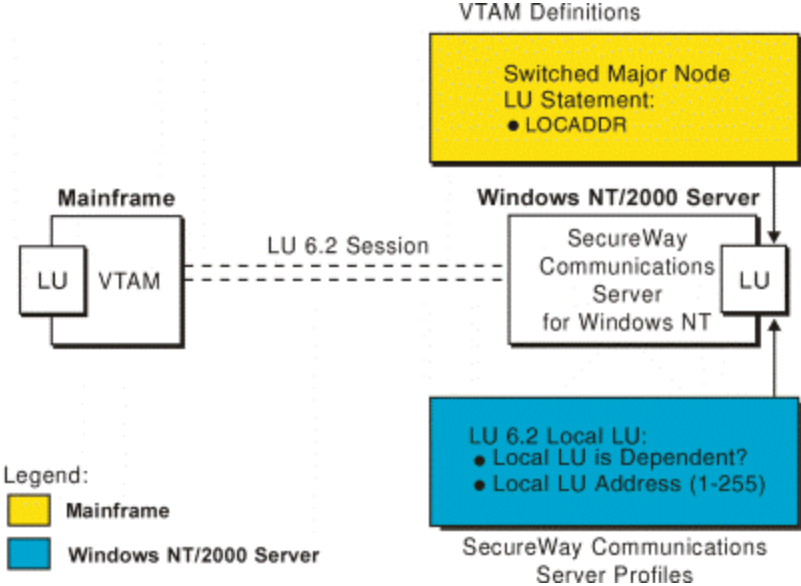 VTAM Definitions
Switched Major Node
LU Statement:
● LOCADDR
Mainframe
Windows NT/2000 Server
LU
VTAM
LU 6.2 Session
SecureWay
Communications
Server
for Windows NT
LU
LU 6.2 Local LU:
● Local LU is Dependent?
● Local LU Address (1-255)
Legend:
Mainframe
Windows NT/2000 Server
SecureWay Communications
Server Profiles